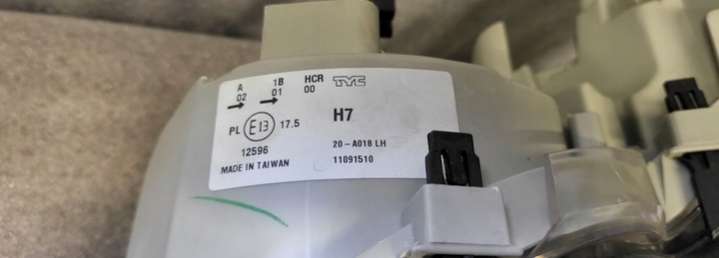 A 1B HCR TYC
02 01 00
→ →
H7
PL E13 17.5
12596
20-A018 LH
MADE IN TAIWAN
11091510